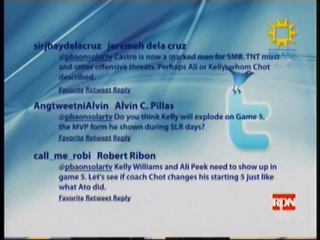 sirjhaydelacruz jeremeh dela cruz
@pbaonsolartv Castro is now a marked man for SMB. TNT must
and other offensive threats. Perhaps Ali or Kelly whom Chot
described.
Favorite Retweet Reply
AngtweetniAlvin Alvin C. Pillas
@pbaonsolartv Do you think Kelly will explode on Game 5,
the MVP form he shown during SLR days?
Favorite Retweet Reply
call_me_robi Robert Ribon
@pbaonsolartv Kelly Williams and Ali Peek need to show up in
game 5. Let's see if coach Chot changes his starting 5 just like
what Ato did.
Favorite Retweet Reply
RPN